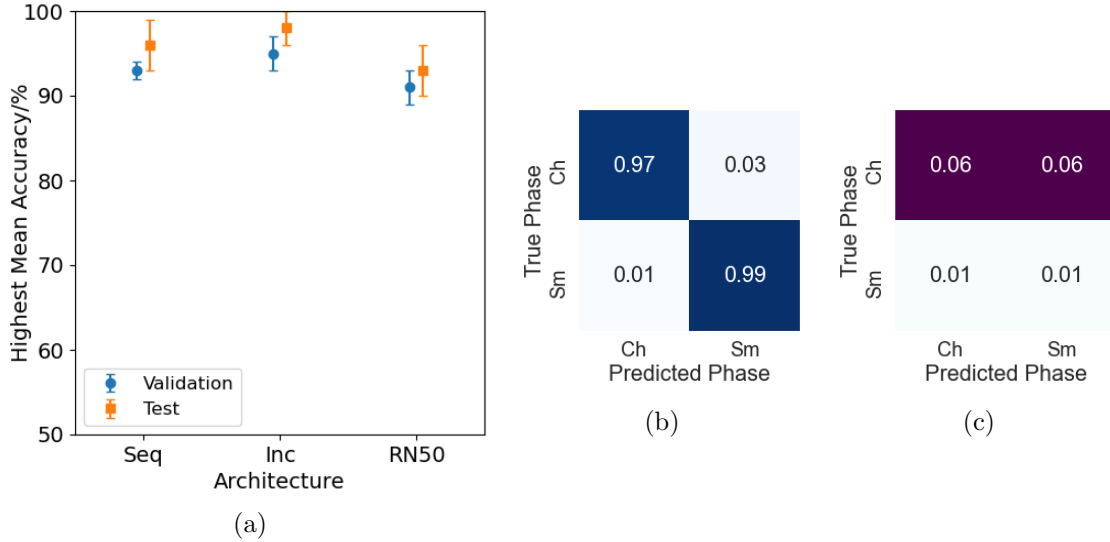 100
90
80
70
60
50
Highest Mean Accuracy/%
Validation
Test
Seq Inc RN50
Architecture
(a)
True Phase
Ch
Sm
0.97 0.03
0.01 0.99
Ch Sm
Predicted Phase
(b)
True Phase
Ch
Sm
0.06 0.06
0.01 0.01
Ch Sm
Predicted Phase
(c)